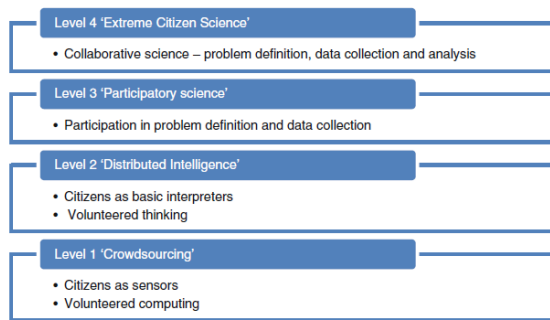 Level 4 ‘Extreme Citizen Science’
• Collaborative science – problem definition, data collection and analysis
Level 3 ‘Participatory science’
• Participation in problem definition and data collection
Level 2 ‘Distributed Intelligence’
• Citizens as basic interpreters
• Volunteered thinking
Level 1 ‘Crowdsourcing’
• Citizens as sensors
• Volunteered computing